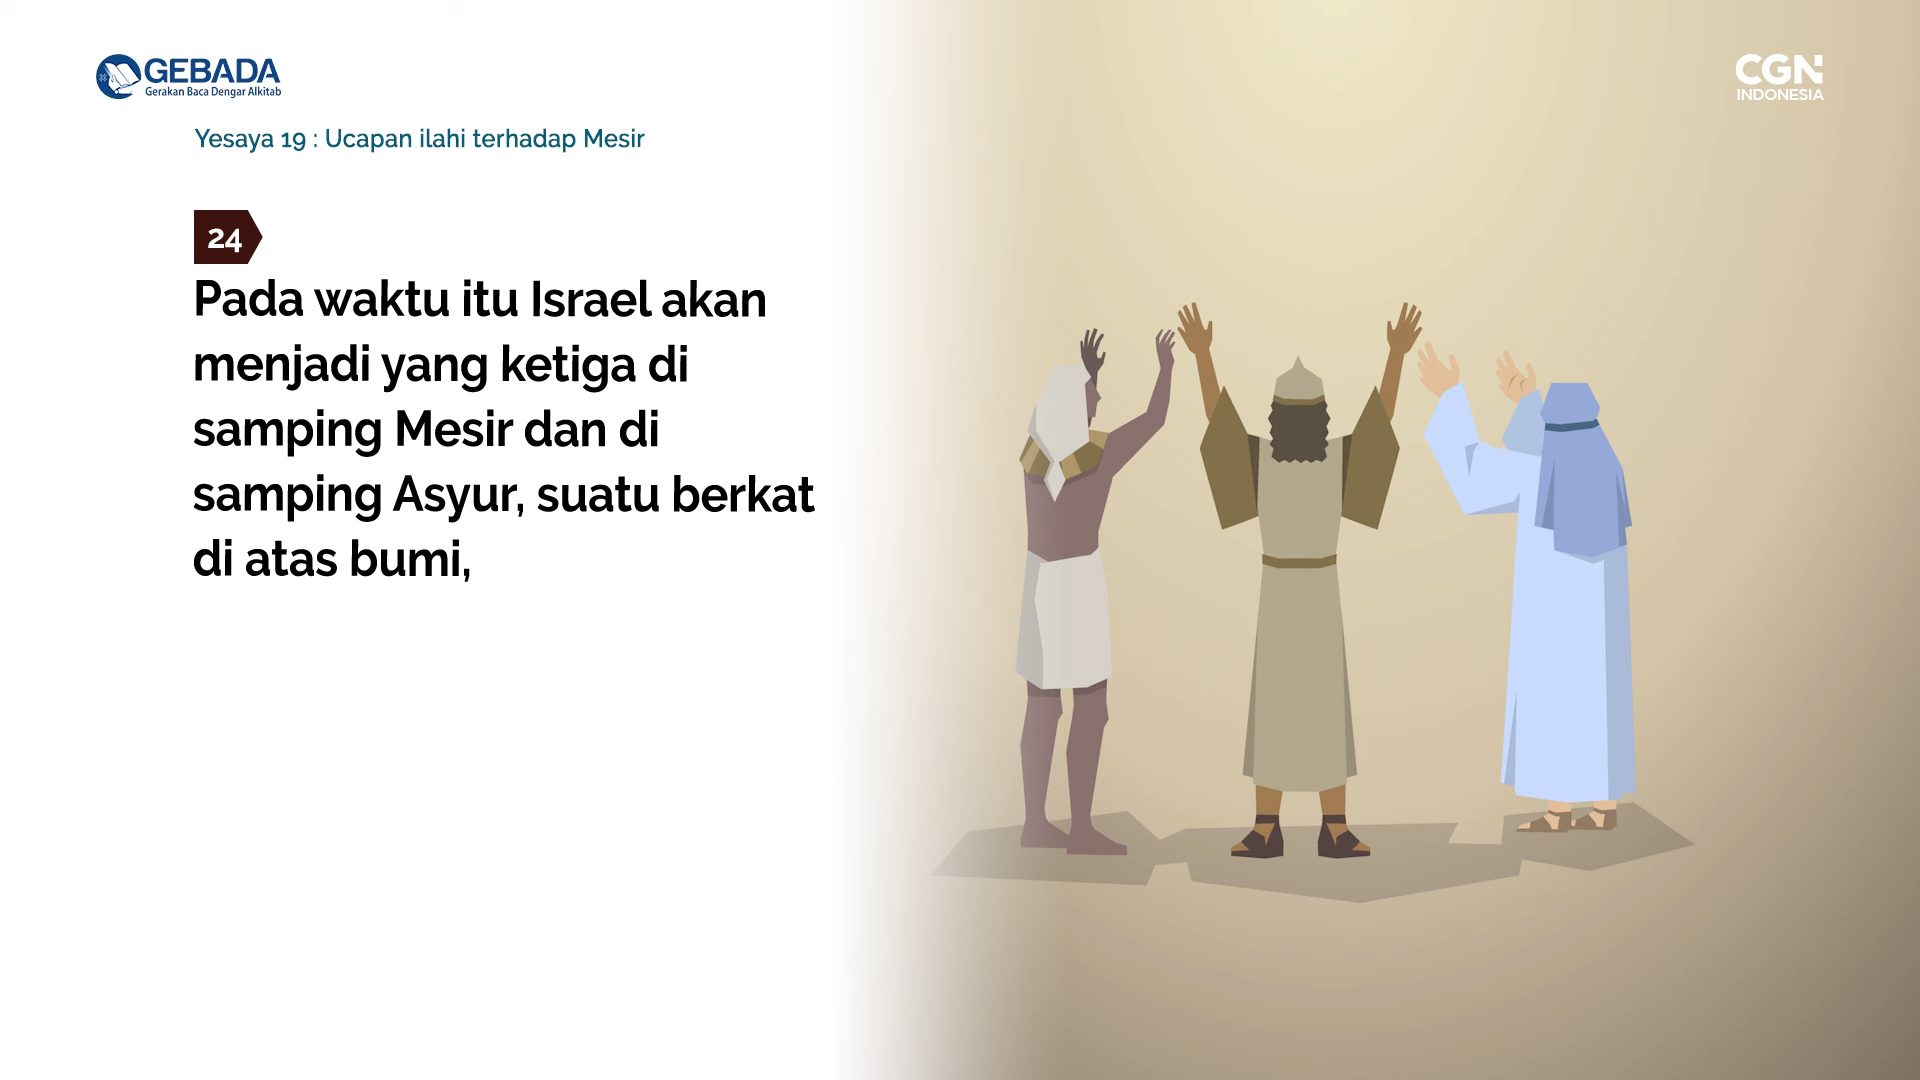 GEBADA
Gerakan Baca Dengar Alkitab
CGN
INDONESIA
Yesaya 19 : Ucapan ilahi terhadap Mesir
24
Pada waktu itu Israel akan
menjadi yang ketiga di
samping Mesir dan di
samping Asyur, suatu berkat
di atas bumi,